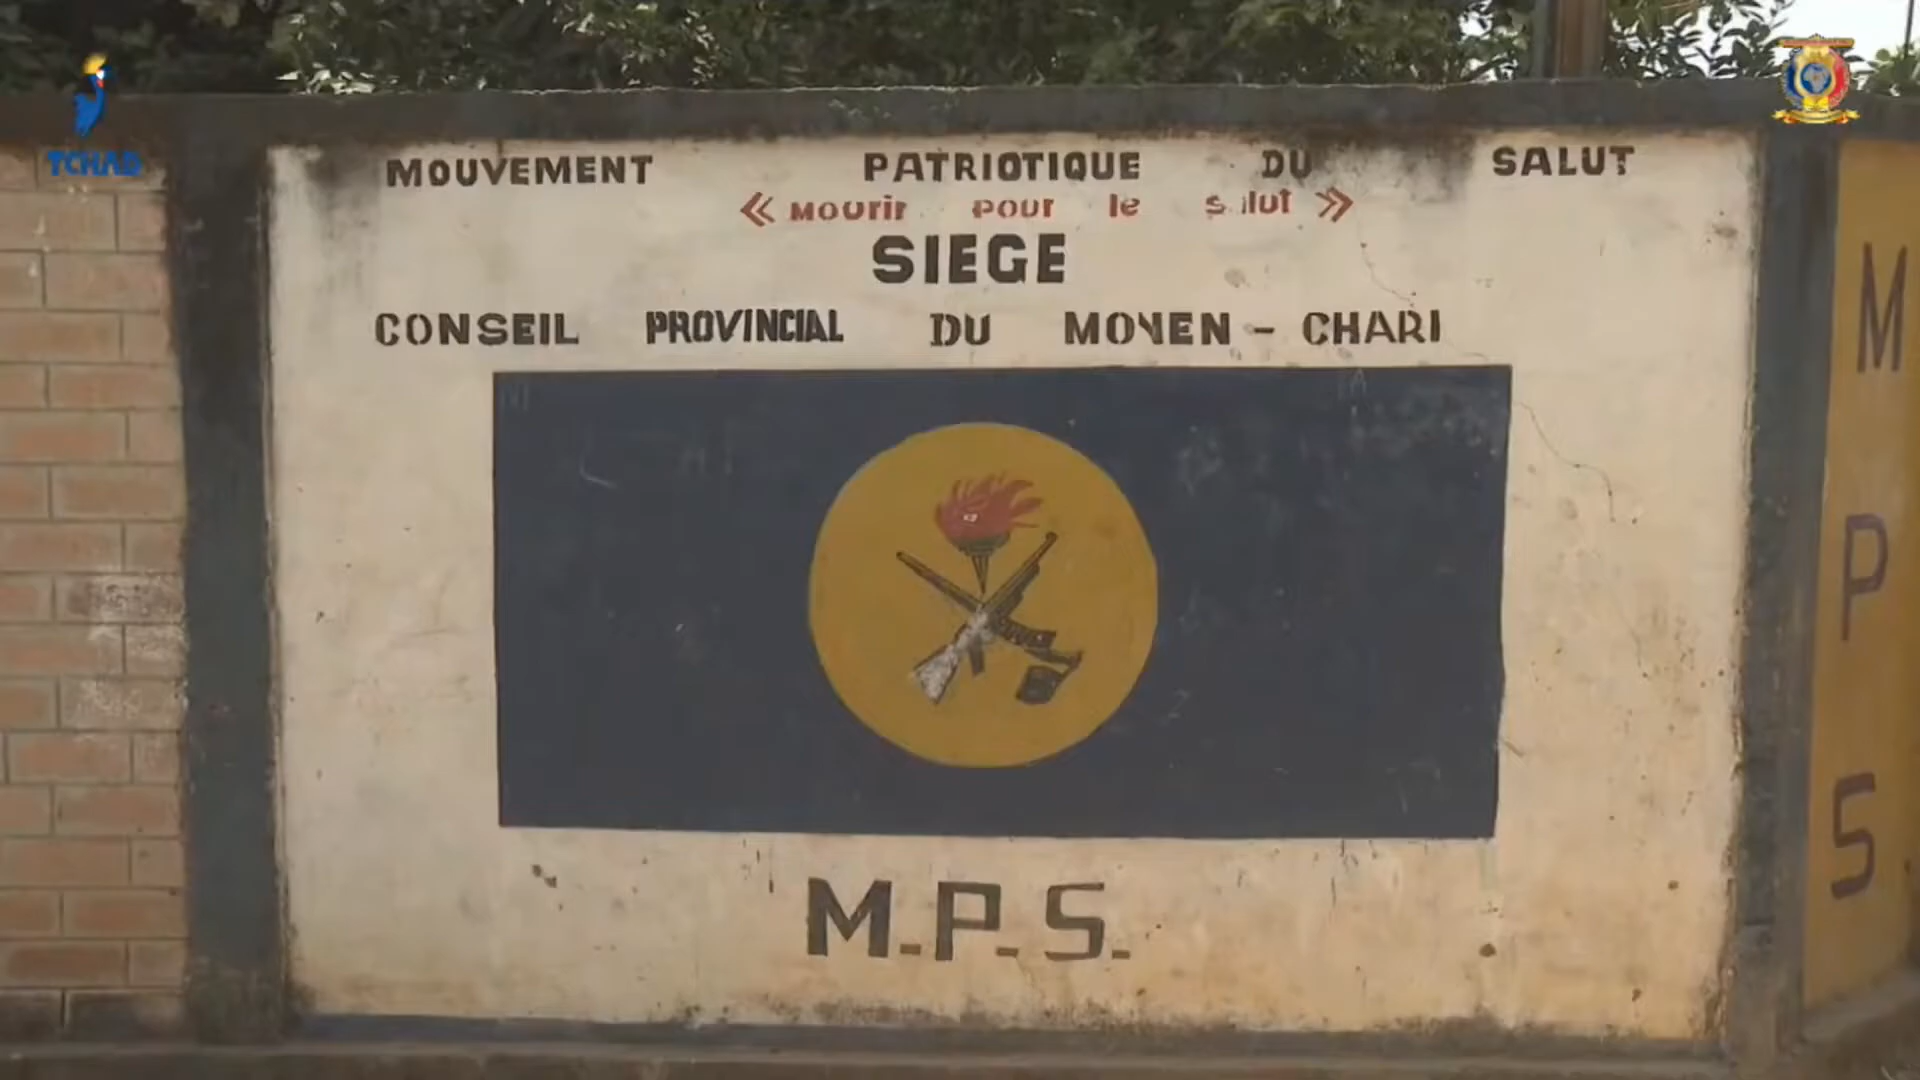 TCHAD
MOUVEMENT PATRIOTIQUE DU SALUT
« Mourir pour le salut »
SIEGE
CONSEIL PROVINCIAL DU MOYEN - CHARI
M.P.S.
M
P
S